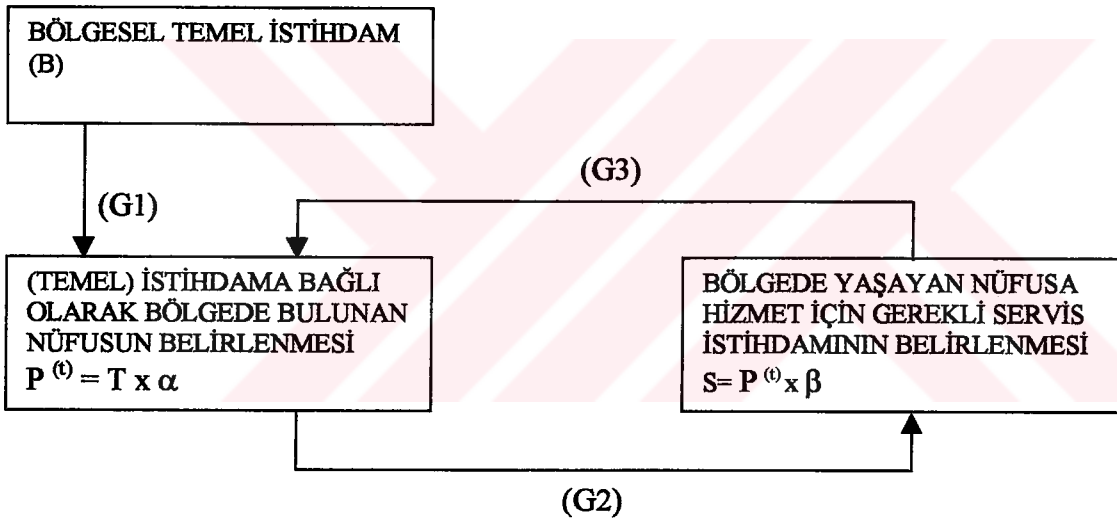 BÖLGESEL TEMEL İSTİHDAM
(B)
(G3)
(G1)
(TEMEL) İSTİHDAMA BAĞLI
OLARAK BÖLGEDE BULUNAN
NÜFUSUN BELİRLENMESİ
P (t) = T x α
BÖLGEDE YAŞAYAN NÜFUSA
HİZMET İÇİN GEREKLİ SERVİS
İSTİHDAMININ BELİRLENMESİ
S= P (t) x β
(G2)